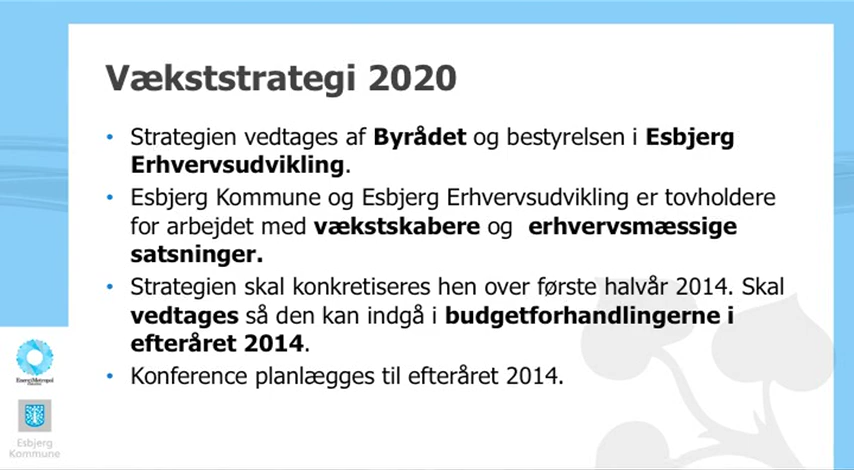 Vækststrategi 2020
• Strategien vedtages af Byrådet og bestyrelsen i Esbjerg
Erhvervsudvikling.
• Esbjerg Kommune og Esbjerg Erhvervsudvikling er tovholdere
for arbejdet med vækstskabere og erhvervsmæssige
satsninger.
• Strategien skal konkretiseres hen over første halvår 2014. Skal
vedtages så den kan indgå i budgetforhandlingerne i
efteråret 2014.
• Konference planlægges til efteråret 2014.
Esbjerg
Kommune